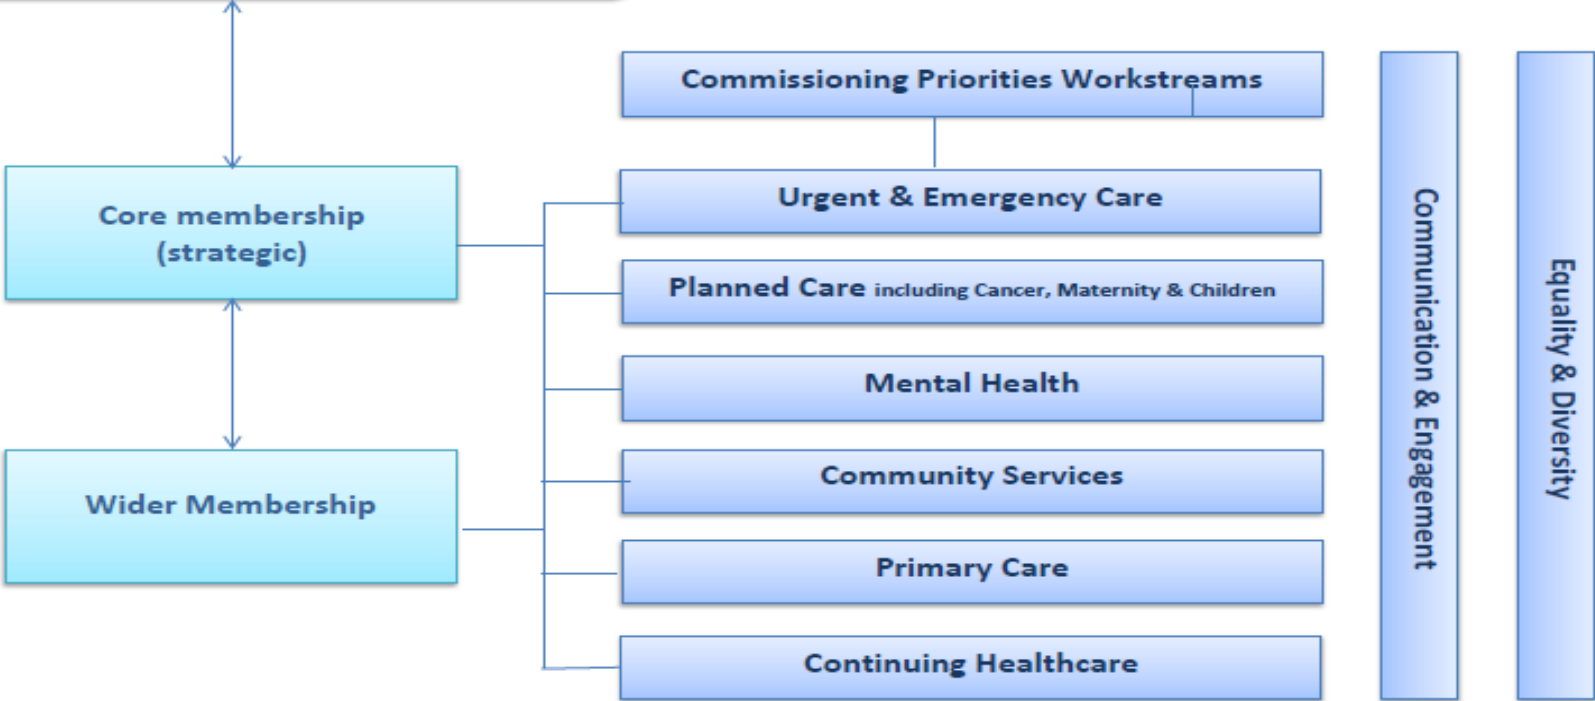 Commissioning Priorities Workstreams
Core membership
(strategic)
Urgent & Emergency Care
Planned Care including Cancer, Maternity & Children
Mental Health
Wider Membership
Community Services
Primary Care
Continuing Healthcare
Communication & Engagement
Equality & Diversity